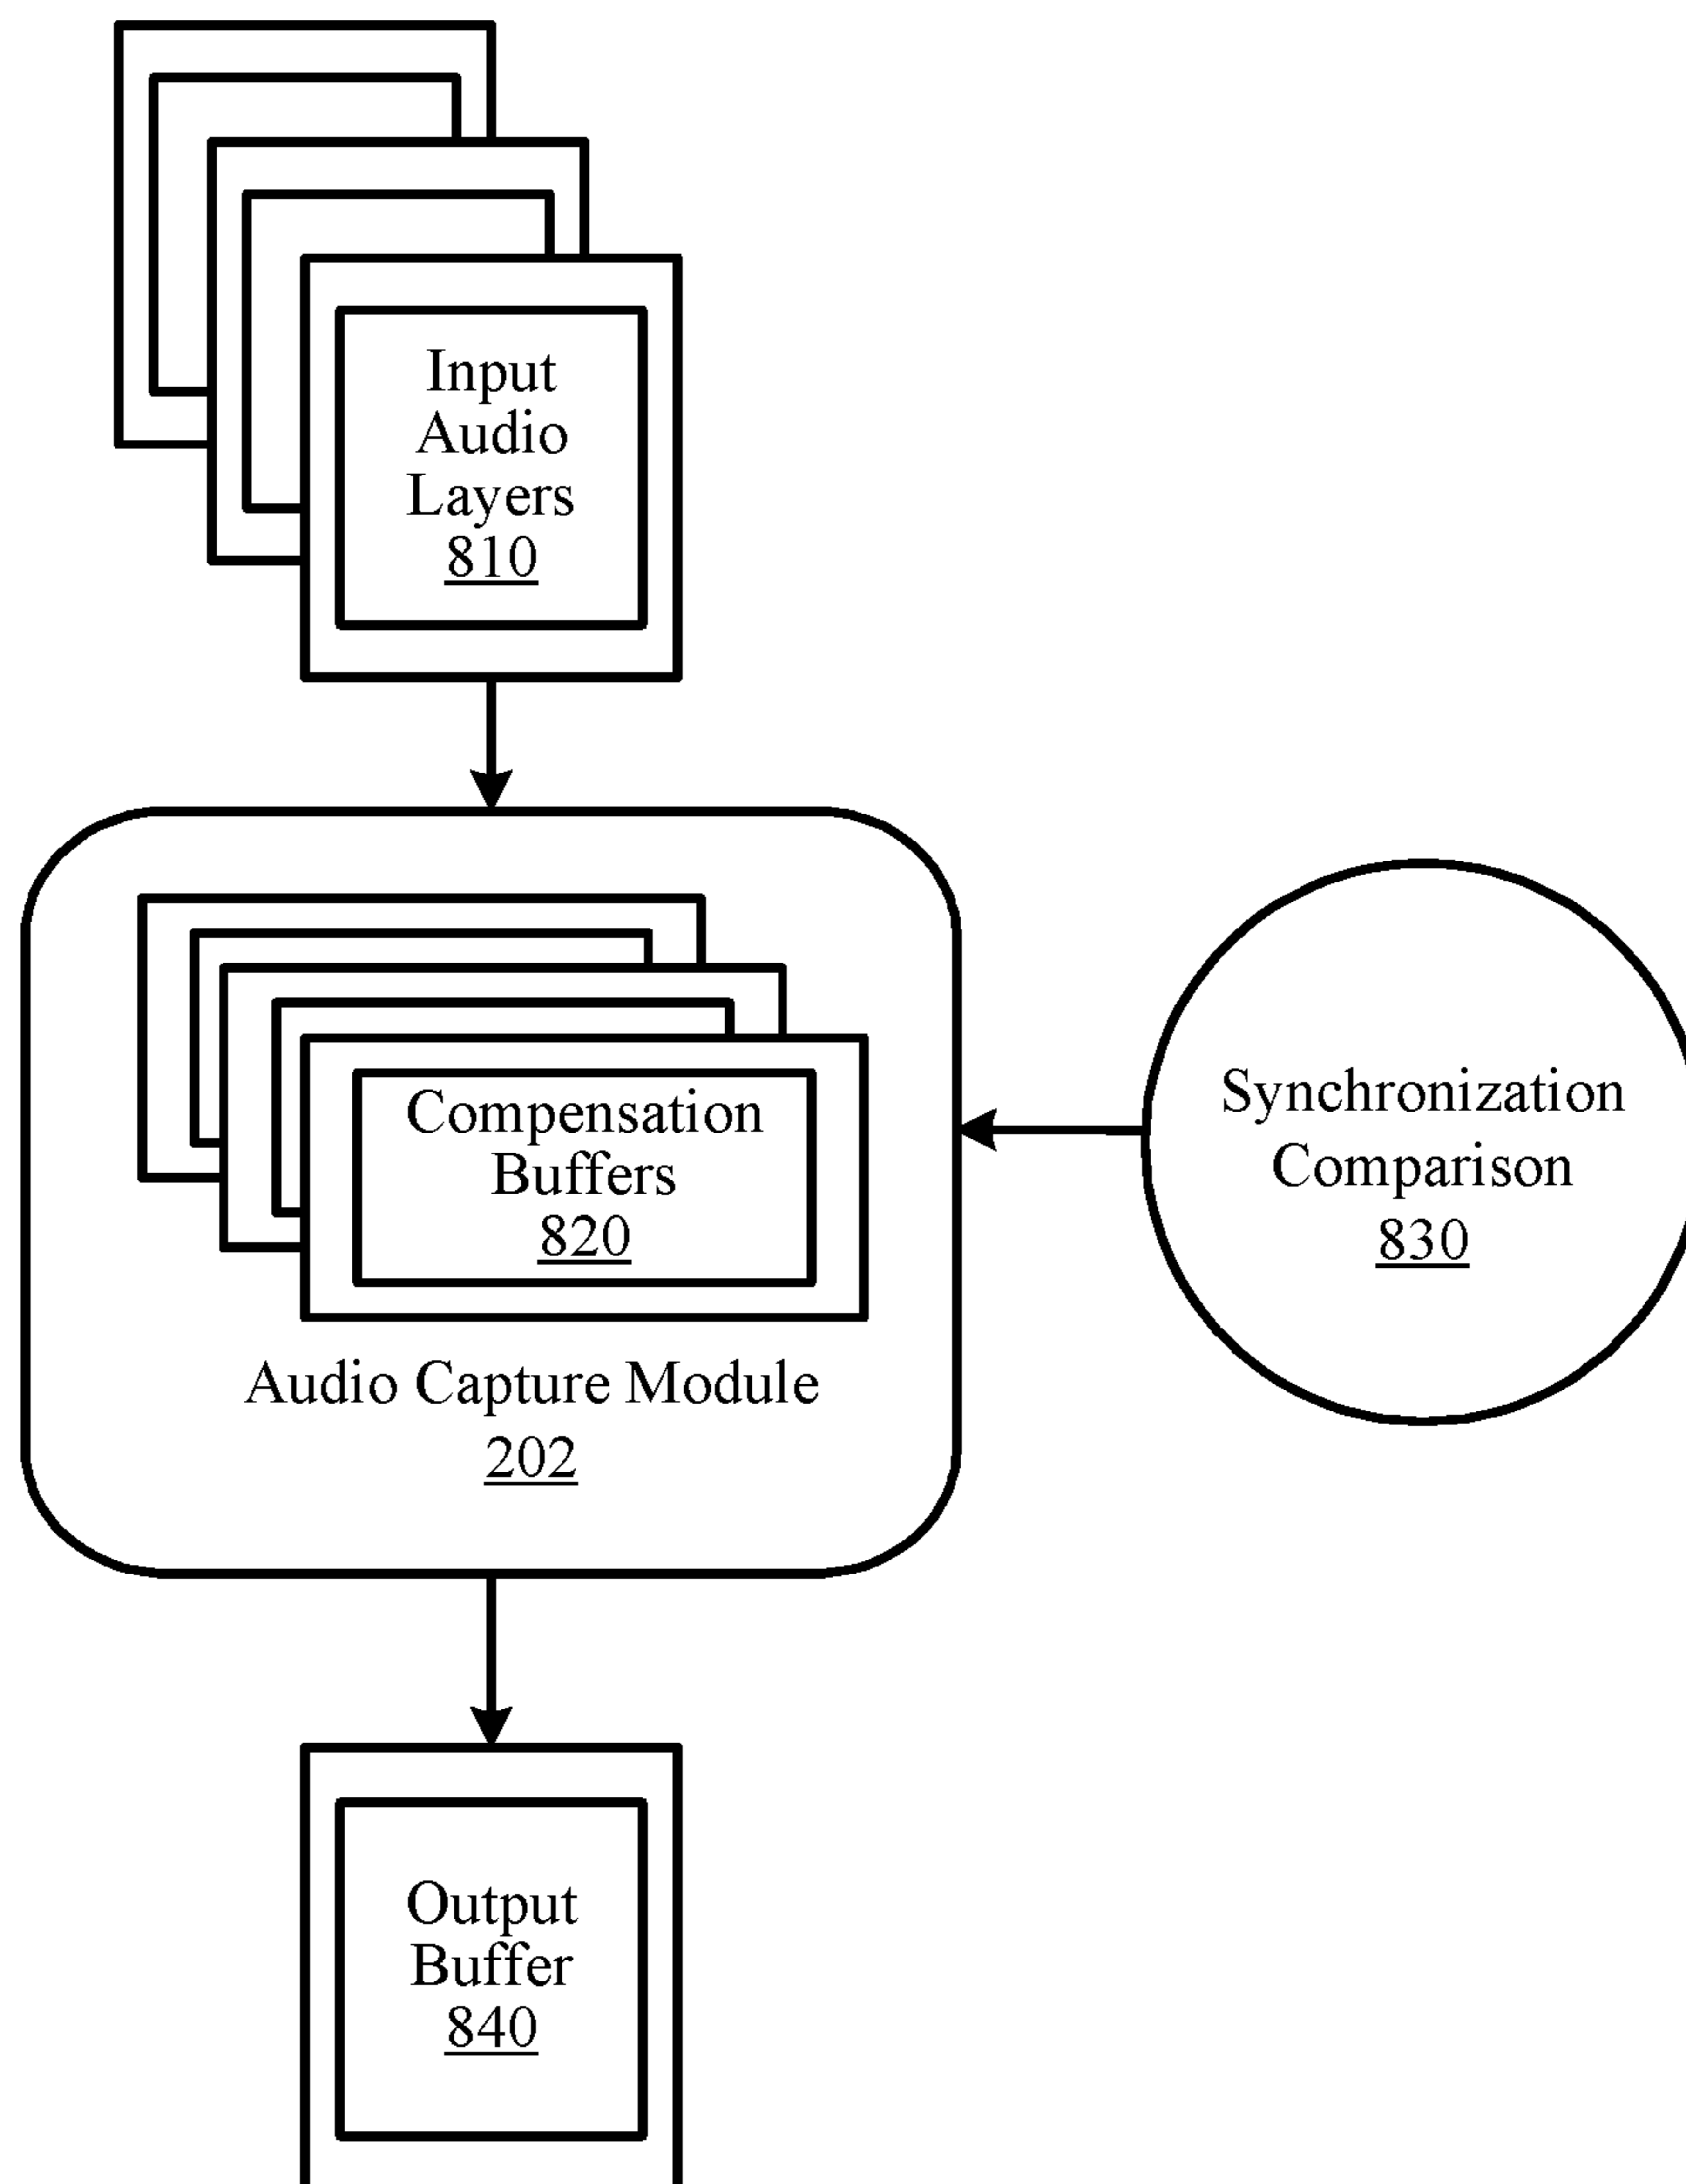 Input
Audio
Layers
810
Compensation
Buffers
820
Audio Capture Module
202
Synchronization
Comparison
830
Output
Buffer
840